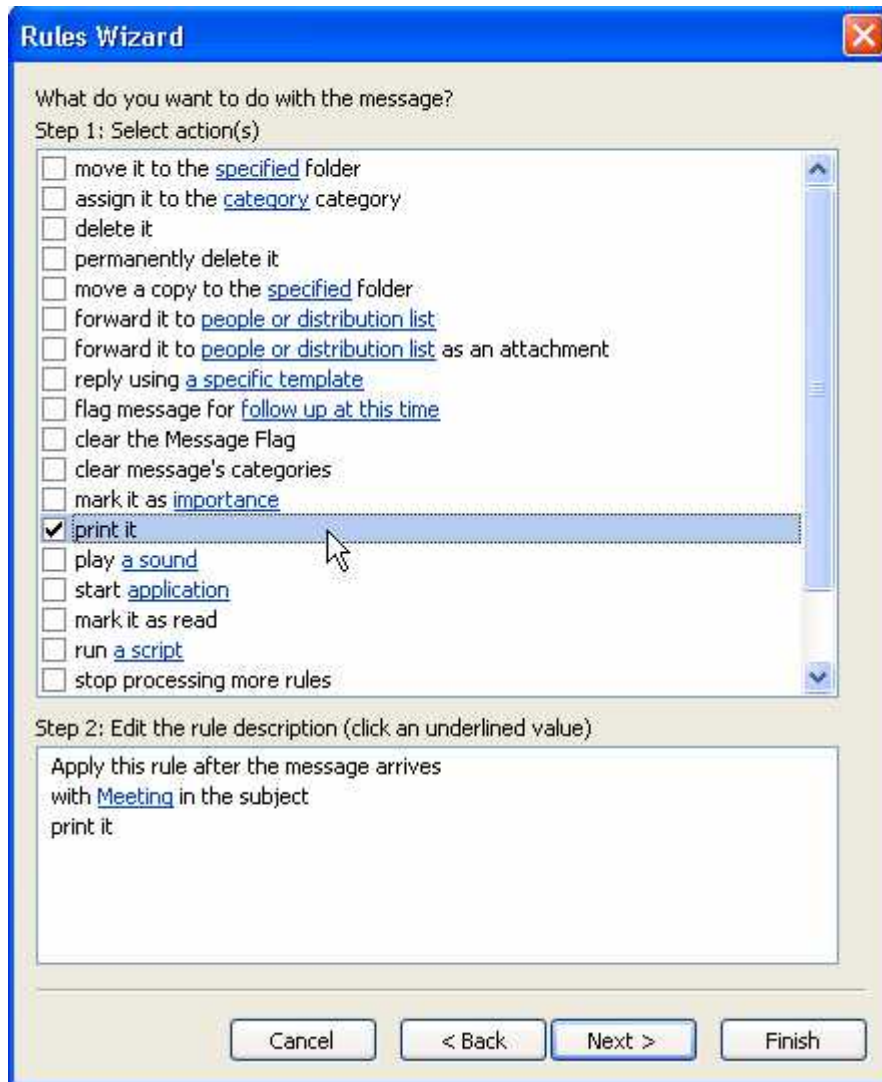 Rules Wizard
What do you want to do with the message?
Step 1: Select action(s)
move it to the specified folder
assign it to the category category
delete it
permanently delete it
move a copy to the specified folder
forward it to people or distribution list
forward it to people or distribution list as an attachment
reply using a specific template
flag message for follow up at this time
clear the Message Flag
clear message's categories
mark it as importance
print it
play a sound
start application
mark it as read
run a script
stop processing more rules
Step 2: Edit the rule description (click an underlined value)
Apply this rule after the message arrives
with Meeting in the subject
print it
Cancel < Back Next > Finish